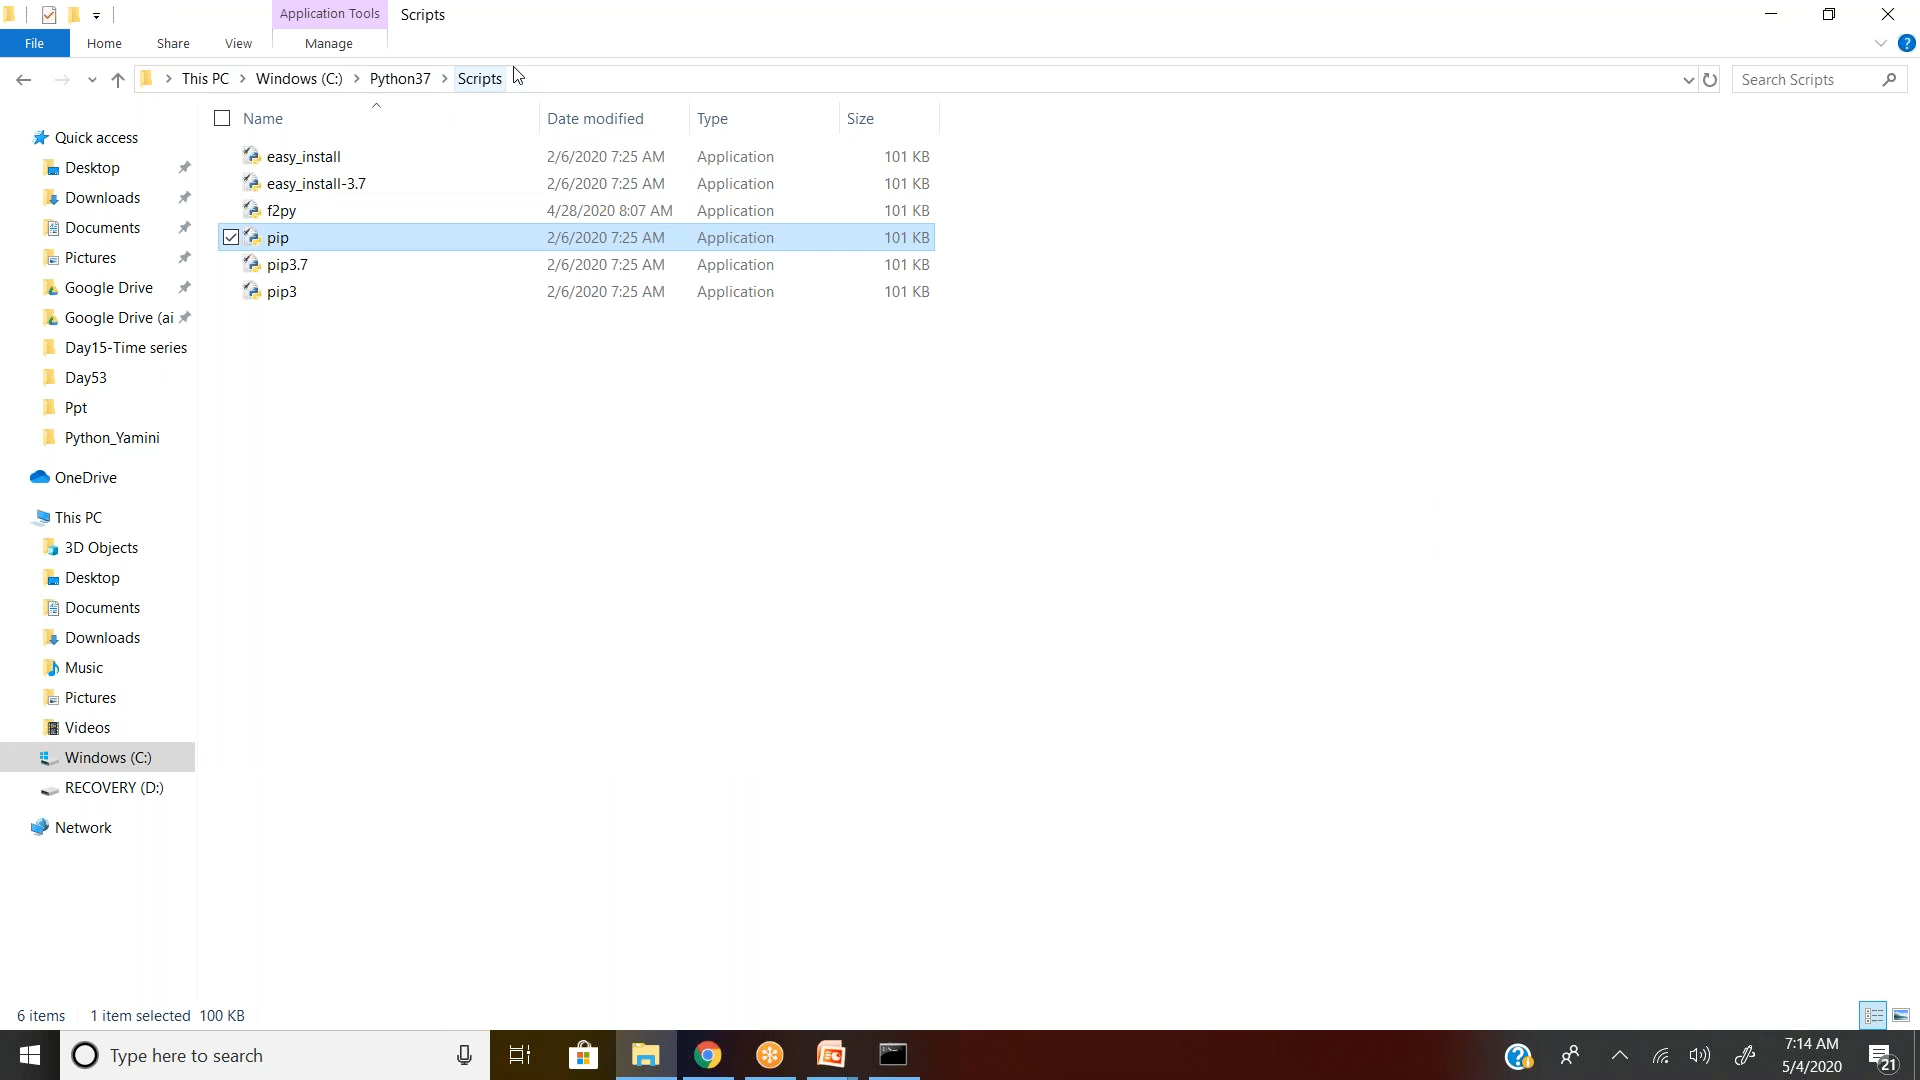 Application Tools
Scripts
File
Home
Share
View
Manage
This PC
Windows (C:)
Python37
Scripts
Search Scripts
Name
Date modified
Type
Size
easy_install 2/6/2020 7:25 AM Application 101 KB
easy_install-3.7 2/6/2020 7:25 AM Application 101 KB
f2py 4/28/2020 8:07 AM Application 101 KB
pip 2/6/2020 7:25 AM Application 101 KB
pip3.7 2/6/2020 7:25 AM Application 101 KB
pip3 2/6/2020 7:25 AM Application 101 KB
Quick access
Desktop
Downloads
Documents
Pictures
Google Drive
Google Drive (ai
Day15-Time series
Day53
Ppt
Python_Yamini
OneDrive
This PC
3D Objects
Desktop
Documents
Downloads
Music
Pictures
Videos
Windows (C:)
RECOVERY (D:)
Network
6 items 1 item selected 100 KB
Type here to search
7:14 AM
5/4/2020
21